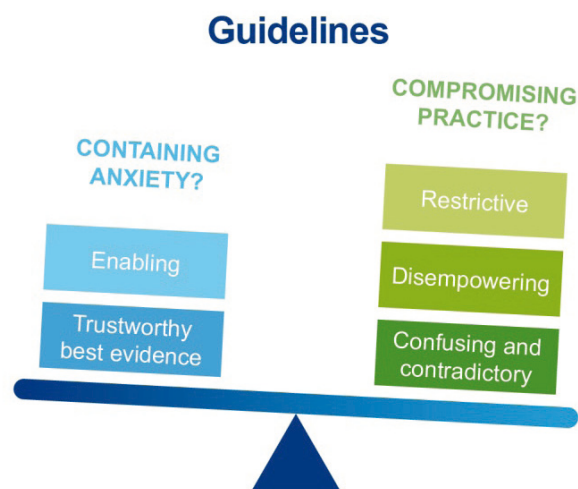 Guidelines
CONTAINING
ANXIETY?
Enabling
Trustworthy
best evidence
COMPROMISING
PRACTICE?
Restrictive
Disempowering
Confusing and
contradictory